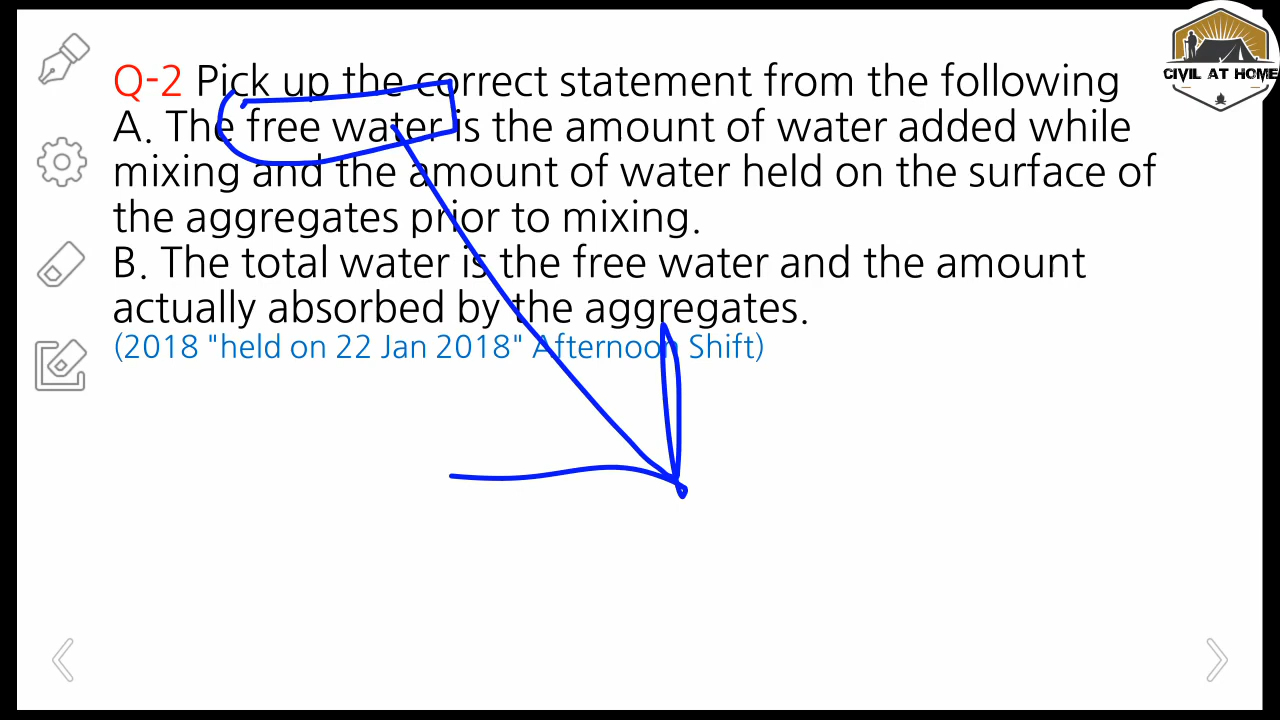 Q-2 Pick up the correct statement from the following
A. The free water is the amount of water added while
mixing and the amount of water held on the surface of
the aggregates prior to mixing.
B. The total water is the free water and the amount
actually absorbed by the aggregates.
(2018 "held on 22 Jan 2018" Afternoon Shift)
CIVIL AT HOME